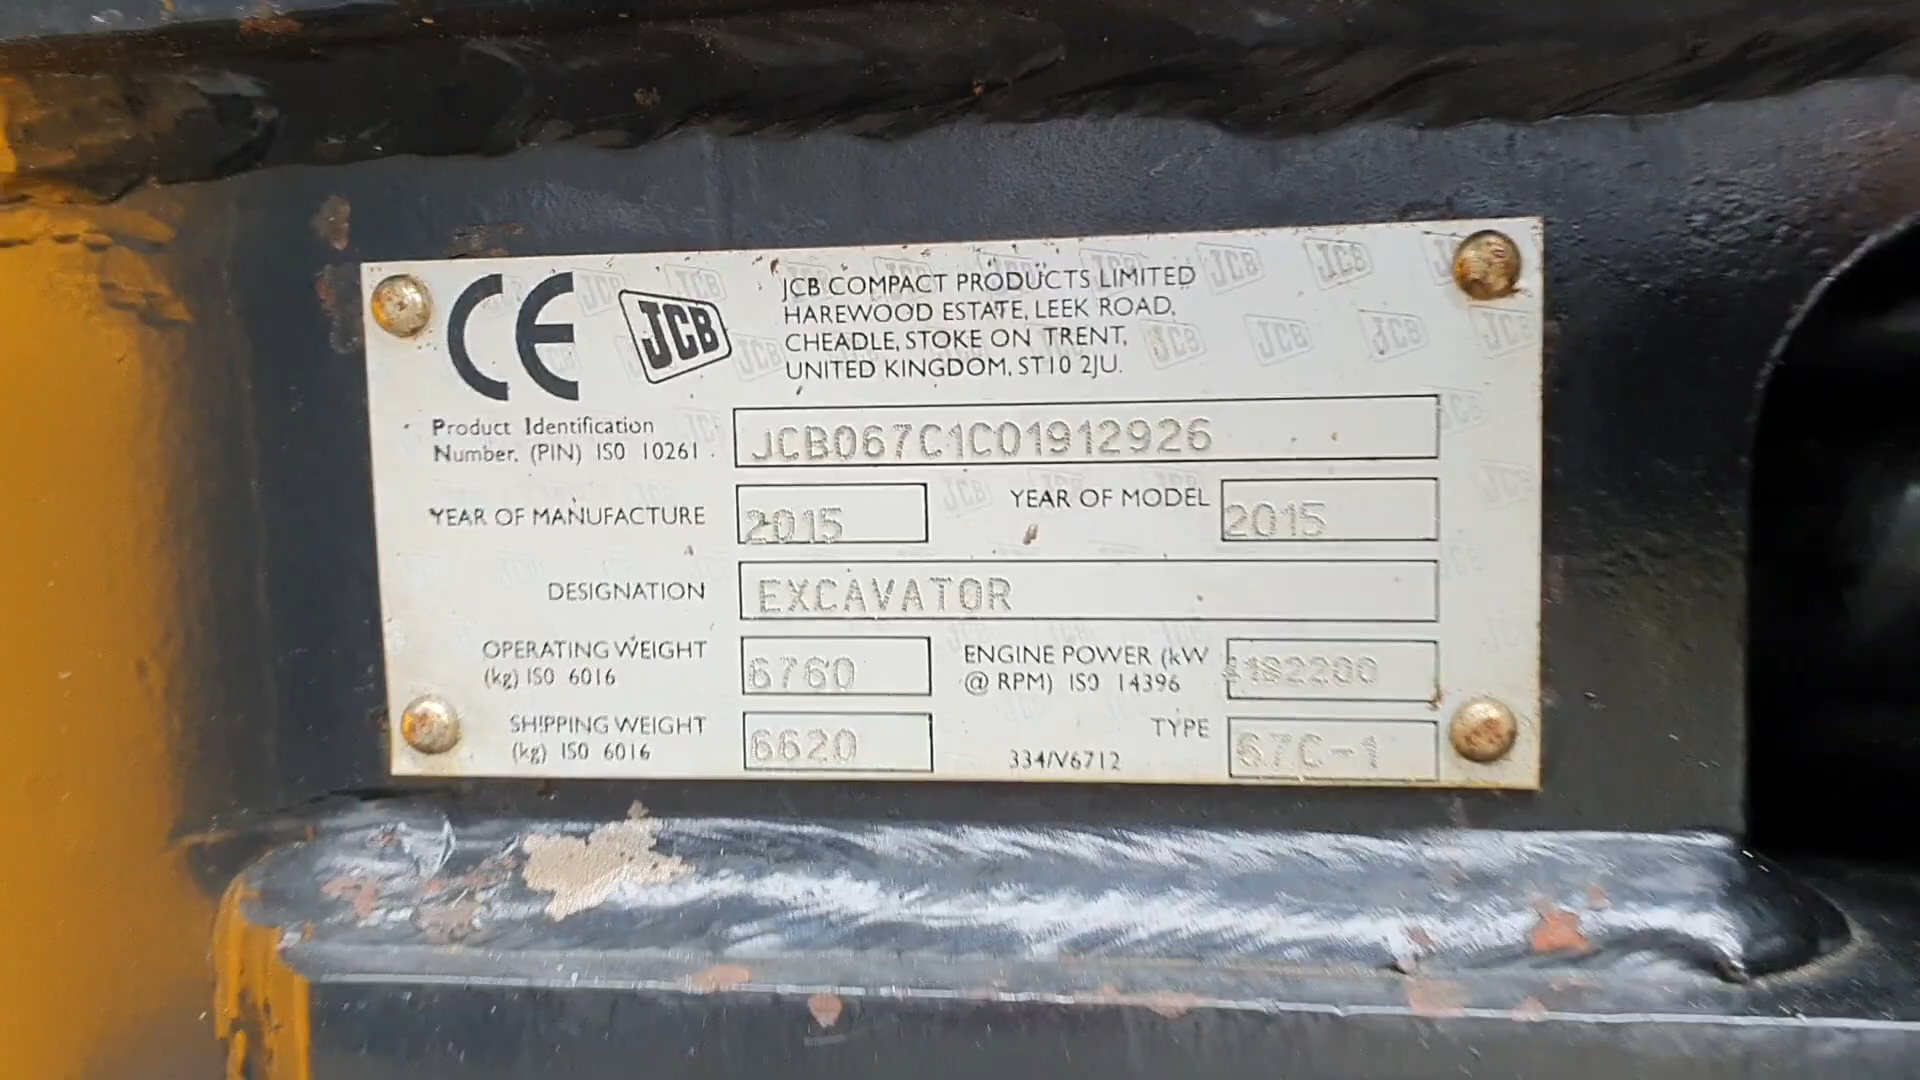 CE
JCB
JCB COMPACT PRODUCTS LIMITED
HAREWOOD ESTATE, LEEK ROAD,
CHEADLE, STOKE ON TRENT,
UNITED KINGDOM, ST10 2JU.
Product Identification
Number. (PIN) ISO 10261
JCB067C1C01912926
YEAR OF MANUFACTURE 2015 YEAR OF MODEL 2015
DESIGNATION EXCAVATOR
OPERATING WEIGHT
(kg) ISO 6016
6760
ENGINE POWER (kW
@ RPM) ISO 14396
SHIPPING WEIGHT
(kg) ISO 6016
6620
334/V6712
TYPE 67C-1